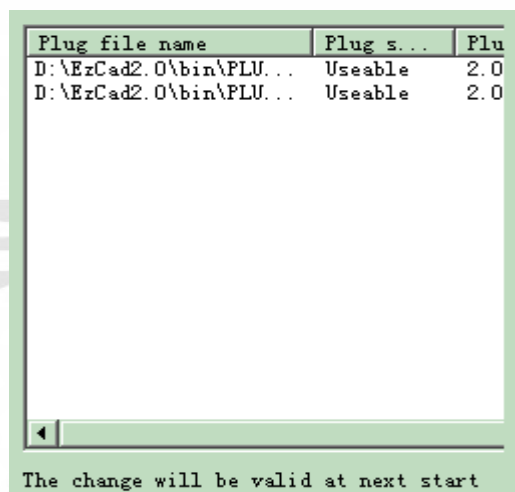 Plug file name Plug s... Plu
D:\EzCad2.0\bin\PLU... Useable 2.0
D:\EzCad2.0\bin\PLU... Useable 2.0
The change will be valid at next start